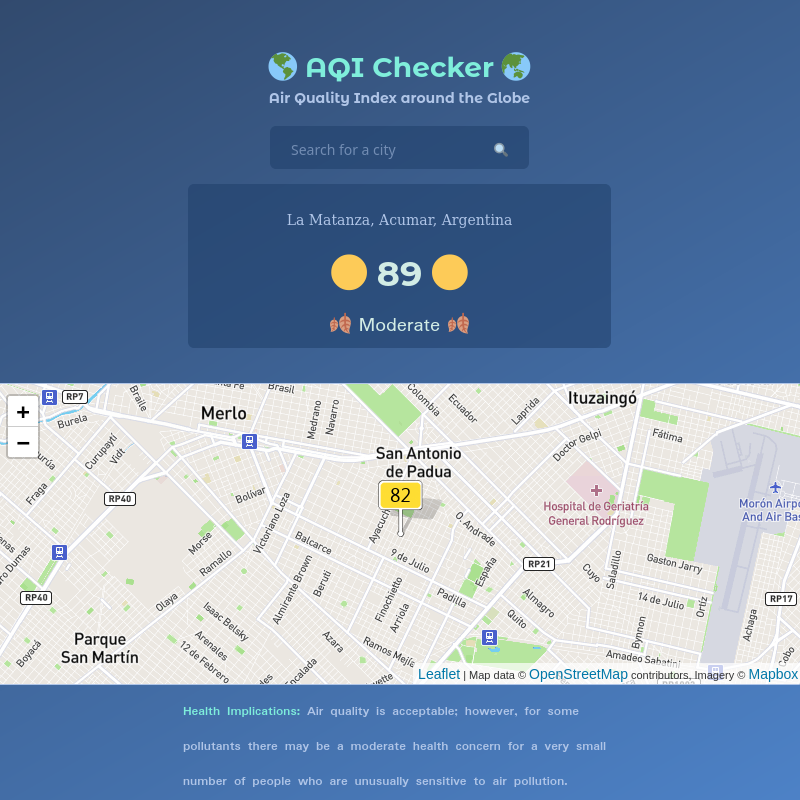 AQI Checker
Air Quality Index around the Globe
Search for a city
La Matanza, Acumar, Argentina
89
Moderate
+
−
RP7
Burela
Braile
Brasil
Medrano
Navarro
Colombia
Ecuador
Laprida
Ituzaingó
Merlo
Curupaytí
Vidt
Fraga
RP40
Bolívar
Victoriano Loza
San Antonio
de Padua
82
Ayacucho
Doctor Gelpi
Fátima
Hospital de Geriatría
General Rodríguez
Morón Airpo
And Air Bas
Morse
Ramallo
Balcarce
9 de Julio
O. Andrade
España
RP21
Cuyo
Saladillo
Gaston Jarry
14 de Julio
Ortíz
RP17
Achaga
RP40
Olaya
Isaac Belsky
Arenales
12 de Febrero
Almirante Brown
Beruti
Finochietto
Arriola
Padilla
Almagro
Quito
Bynnon
Boyacá
Parque
San Martín
Azara
Ramos Mejía
Amadeo Sabatini
Leaflet | Map data © OpenStreetMap contributors, Imagery © Mapbox
Health Implications: Air quality is acceptable; however, for some
pollutants there may be a moderate health concern for a very small
number of people who are unusually sensitive to air pollution.